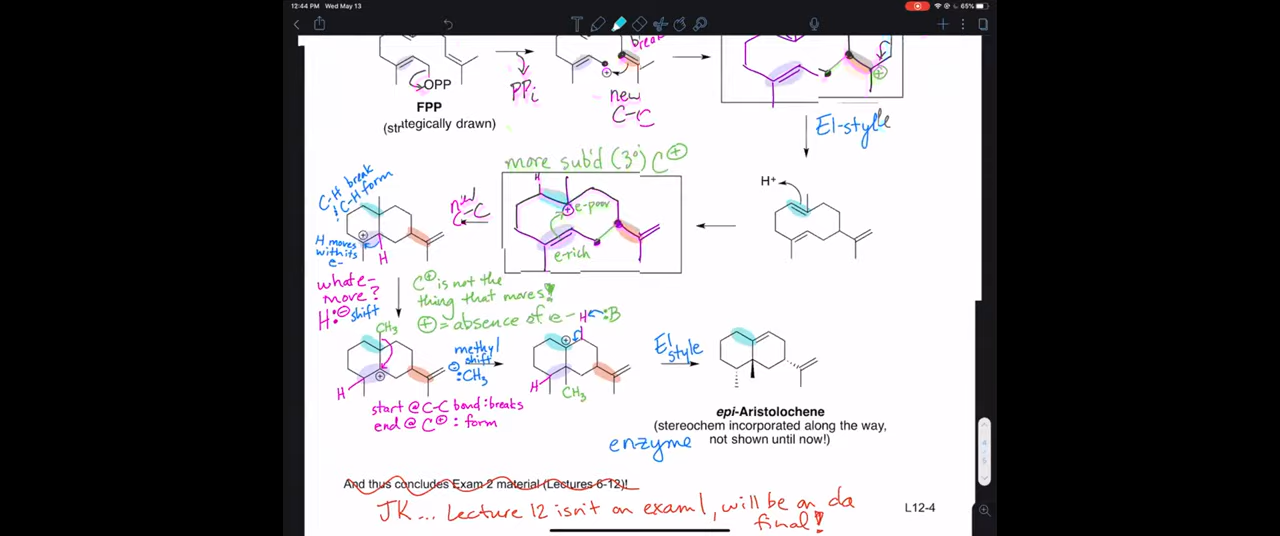 12:44 PM Wed May 13
65%
break
OPP
PPi
new
C-C
FPP
(strategically drawn)
E1-style
more sub'd (3°) C⊕
H+
C-H break
! C-H form
H
new
C-C
e-poor
e-rich
H moves
with its
e-
H
what e-
move?
H:⊖ shift
C⊕ is not the
thing that moves!
⊕ = absence of e-
H
:B
CH3
methyl
shift
⊖:CH3
E1
style
H
H
CH3
start @ C-C bond: breaks
end @ C⊕: form
epi-Aristolochene
(stereochem incorporated along the way,
not shown until now!)
enzyme
And thus concludes Exam 2 material (Lectures 6-12)!
JK... Lecture 12 isn't on exam 1, will be on da
final!
L12-4